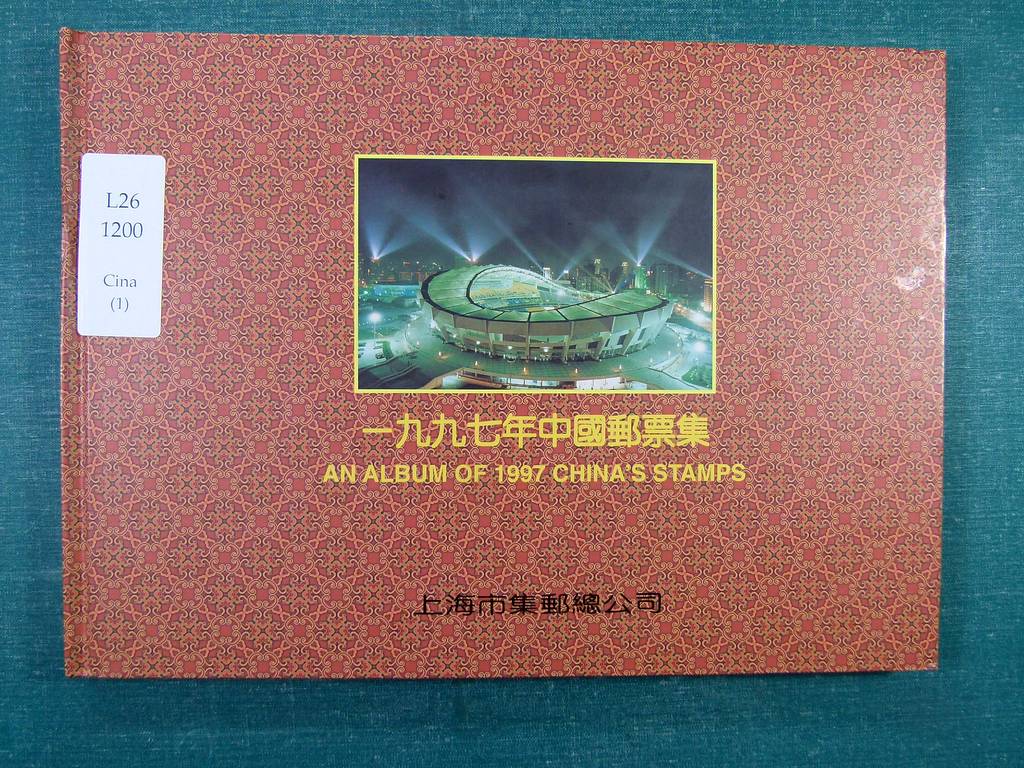 L26
1200
Cina
(1)
一九九七年中國郵票集
AN ALBUM OF 1997 CHINA'S STAMPS
上海市集郵總公司